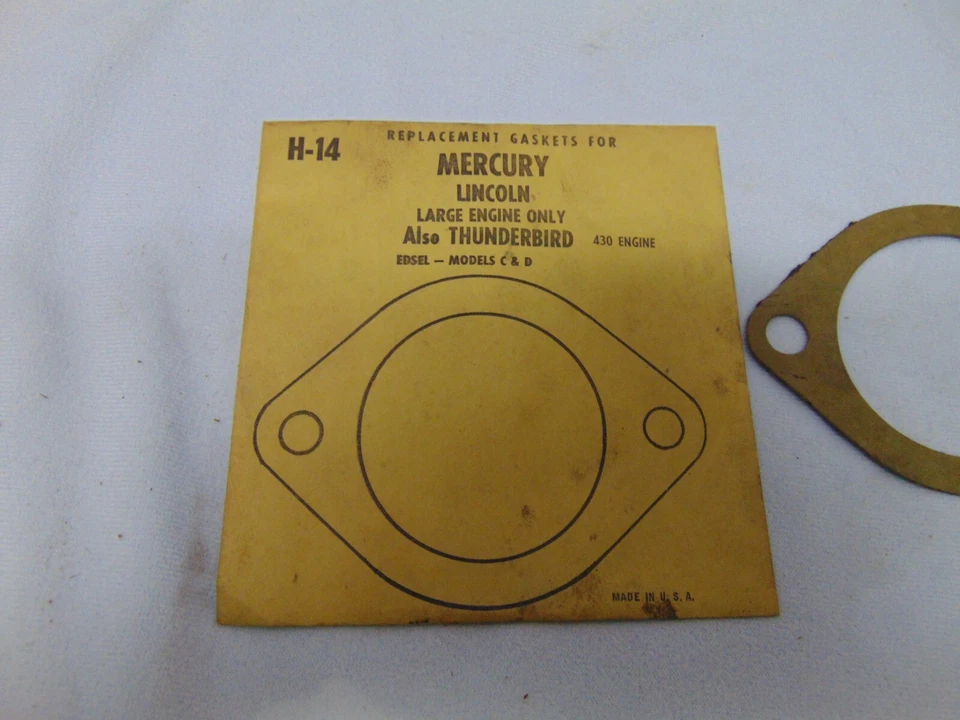 H-14
REPLACEMENT GASKETS FOR
MERCURY
LINCOLN
LARGE ENGINE ONLY
Also THUNDERBIRD 430 ENGINE
EDSEL — MODELS C & D
MADE IN U. S. A.